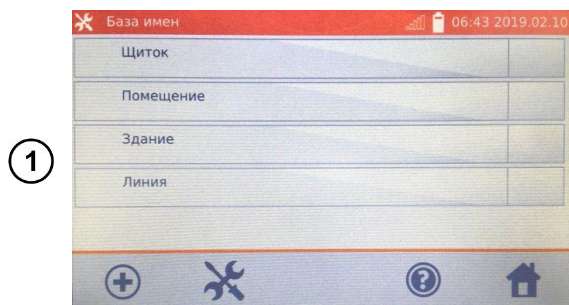 База имен 06:43 2019.02.10
Щиток
Помещение
Здание
Линия
1
?